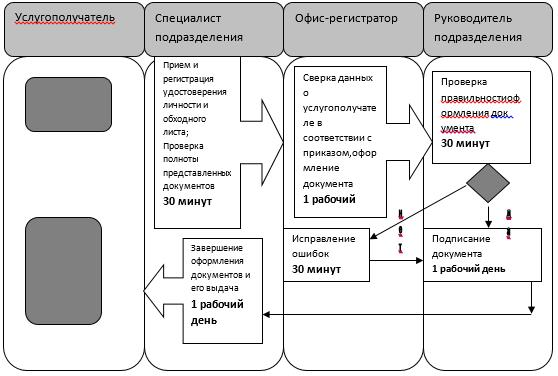 Услугополучатель
Специалист
подразделения
Офис-регистратор
Руководитель
подразделения
Прием и
регистрация
удостоверения
личности и
обходного
листа;
Проверка
полноты
представленных
документов
30 минут
Сверка данных
о
услугополучате
ле в
соответствии с
приказом,офор
мление
документа
1 рабочий
Проверка
правильностиоф
ормления док
умента
30 минут
Исправление
ошибок
30 минут
Подписание
документа
1 рабочий день
Завершение
оформления
документов и
его выдача
1 рабочий
день